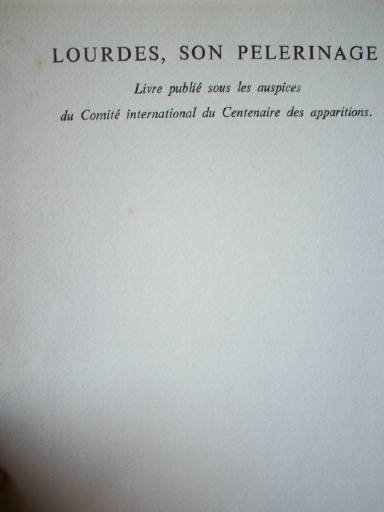 LOURDES, SON PELERINAGE
Livre publié sous les auspices
du Comité international du Centenaire des apparitions.